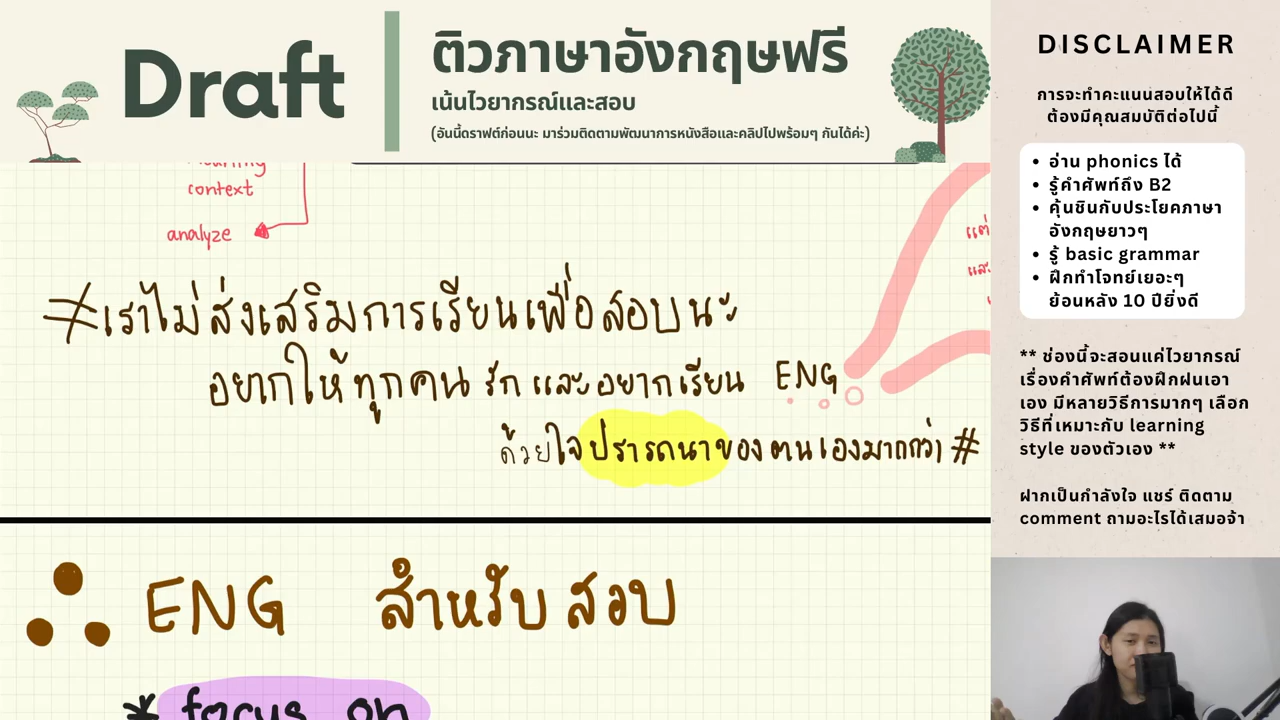 Draft
ติวภาษาอังกฤษฟรี
เน้นไวยากรณ์และสอบ
(อันนี้ดราฟต์ก่อนนะ มาร่วมติดตามพัฒนาการหนังสือและคลิปไปพร้อมๆ กันได้ค่ะ)
context
analyze
#เราไม่ส่งเสริมการเรียนเพื่อสอบนะ
อยากให้ทุกคน รัก และอยากเรียน ENG
ด้วยใจปรารถนาของตนเองมากกว่า #
∴ ENG สำหรับสอบ
* focus on
DISCLAIMER
การจะทำคะแนนสอบให้ได้ดี
ต้องมีคุณสมบัติต่อไปนี้
• อ่าน phonics ได้
• รู้คำศัพท์ถึง B2
• คุ้นชินกับประโยคภาษา
อังกฤษยาวๆ
• รู้ basic grammar
• ฝึกทำโจทย์เยอะๆ
ย้อนหลัง 10 ปียิ่งดี
** ช่องนี้จะสอนแค่ไวยากรณ์
เรื่องคำศัพท์ต้องฝึกฝนเอา
เอง มีหลายวิธีการมากๆ เลือก
วิธีที่เหมาะกับ learning
style ของตัวเอง **
ฝากเป็นกำลังใจ แชร์ ติดตาม
comment ถามอะไรได้เสมอจ้า